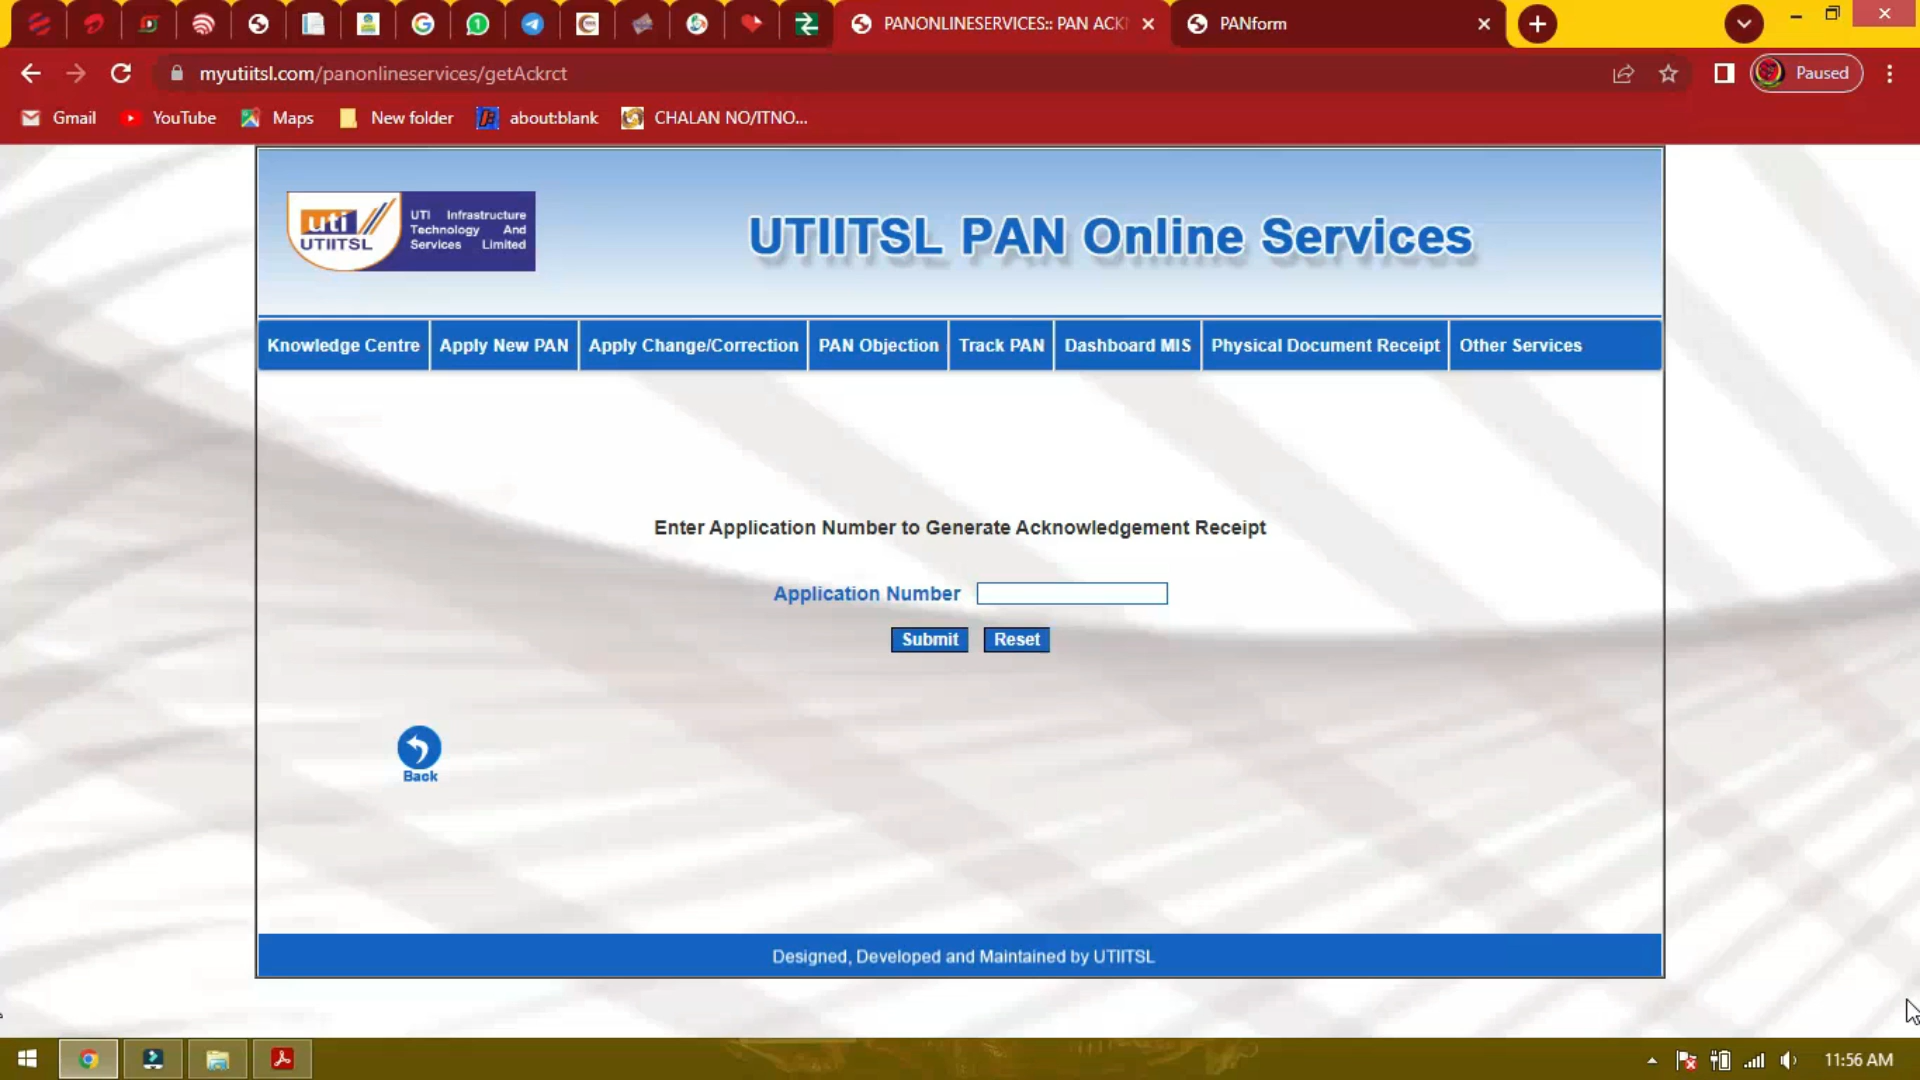 PANONLINESERVICES:: PAN ACK
PANform
myutiitsl.com/panonlineservices/getAckrct
Paused
Gmail
YouTube
Maps
New folder
about:blank
CHALAN NO/ITNO...
uti
UTIITSL
UTI Infrastructure
Technology And
Services Limited
UTIITSL PAN Online Services
Knowledge Centre
Apply New PAN
Apply Change/Correction
PAN Objection
Track PAN
Dashboard MIS
Physical Document Receipt
Other Services
Enter Application Number to Generate Acknowledgement Receipt
Application Number
Submit
Reset
Back
Designed, Developed and Maintained by UTIITSL
11:56 AM